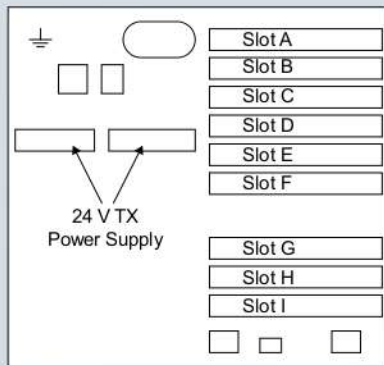 Slot A
Slot B
Slot C
Slot D
Slot E
Slot F
24 V TX
Power Supply
Slot G
Slot H
Slot I